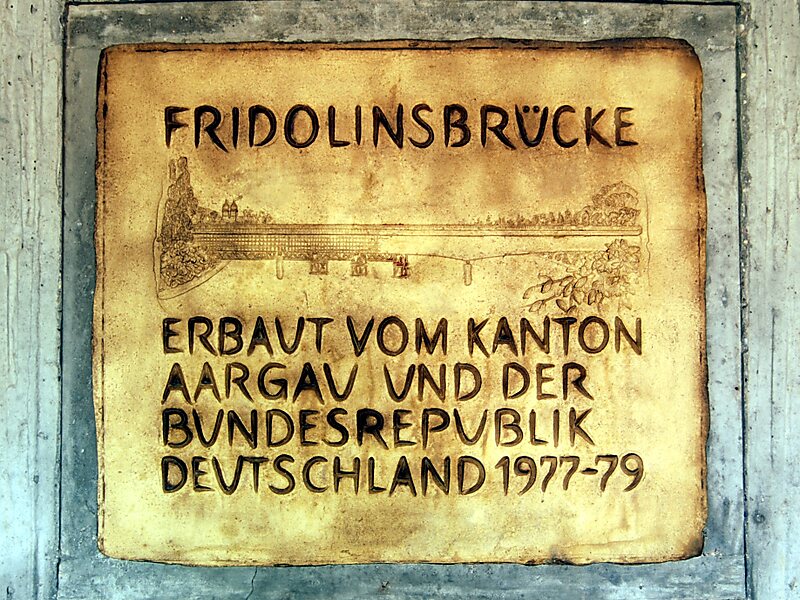 FRIDOLINSBRÜCKE
ERBAUT VOM KANTON
AARGAU UND DER
BUNDESREPUBLIK
DEUTSCHLAND 1977-79